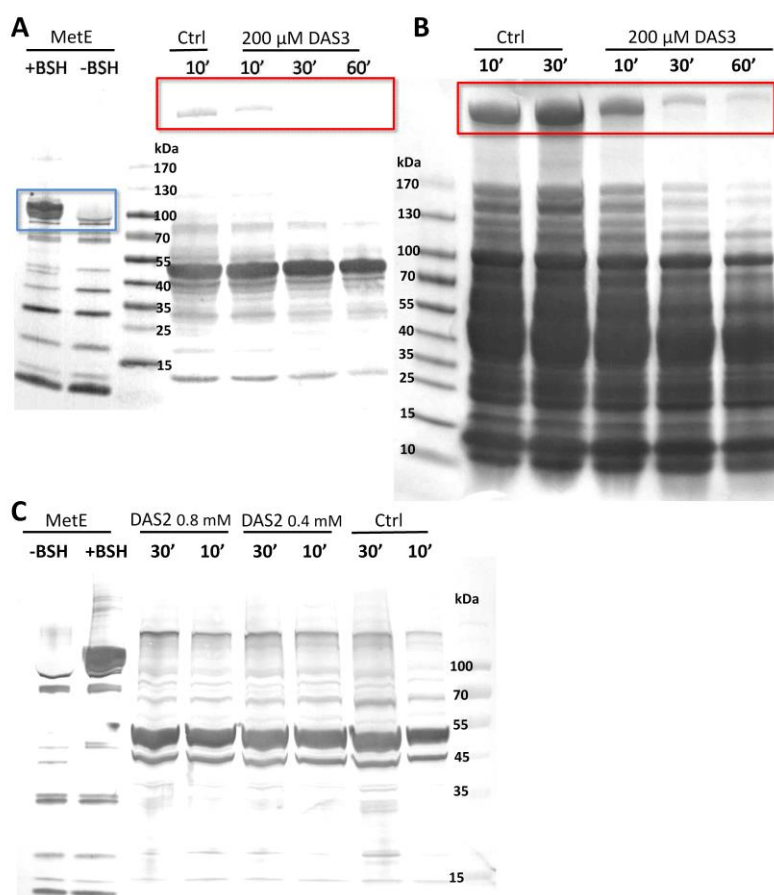 A
MetE
+BSH -BSH
Ctrl 200 µM DAS3
10’ 10’ 30’ 60’
kDa
170
130
100
70
55
40
35
25
15
B
Ctrl 200 µM DAS3
10’ 30’ 10’ 30’ 60’
170
130
100
70
55
40
35
25
15
10
C
MetE DAS2 0.8 mM DAS2 0.4 mM Ctrl
-BSH +BSH 30’ 10’ 30’ 10’ 30’ 10’
kDa
100
70
55
45
35
15